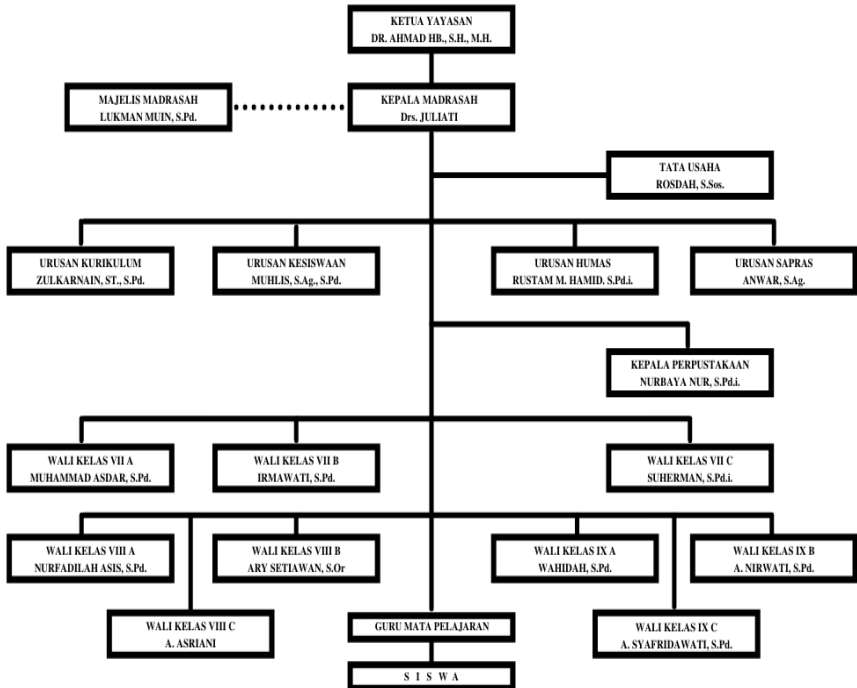 KETUA YAYASAN
DR. AHMAD HB., S.H., M.H.
MAJELIS MADRASAH
LUKMAN MUIN, S.Pd.
KEPALA MADRASAH
Drs. JULIATI
TATA USAHA
ROSDAH, S.Sos.
URUSAN KURIKULUM
ZULKARNAIN, ST., S.Pd.
URUSAN KESISWAAN
MUHLIS, S.Ag., S.Pd.
URUSAN HUMAS
RUSTAM M. HAMID. S.Pd.i.
URUSAN SAPRAS
ANWAR, S.Ag.
KEPALA PERPUSTAKAAN
NURBAYA NUR, S.Pd.i.
WALI KELAS VII A
MUHAMMAD ASDAR, S.Pd.
WALI KELAS VII B
IRMAWATI, S.Pd.
WALI KELAS VII C
SUHERMAN, S.Pd.i.
WALI KELAS VIII A
NURFADILAH ASIS, S.Pd.
WALI KELAS VIII B
ARY SETIAWAN, S.Or
WALI KELAS IX A
WAHIDAH, S.Pd.
WALI KELAS IX B
A. NIRWATI, S.Pd.
WALI KELAS VIII C
A. ASRIANI
GURU MATA PELAJARAN
WALI KELAS IX C
A. SYAFRIDAWATI, S.Pd.
S I S W A